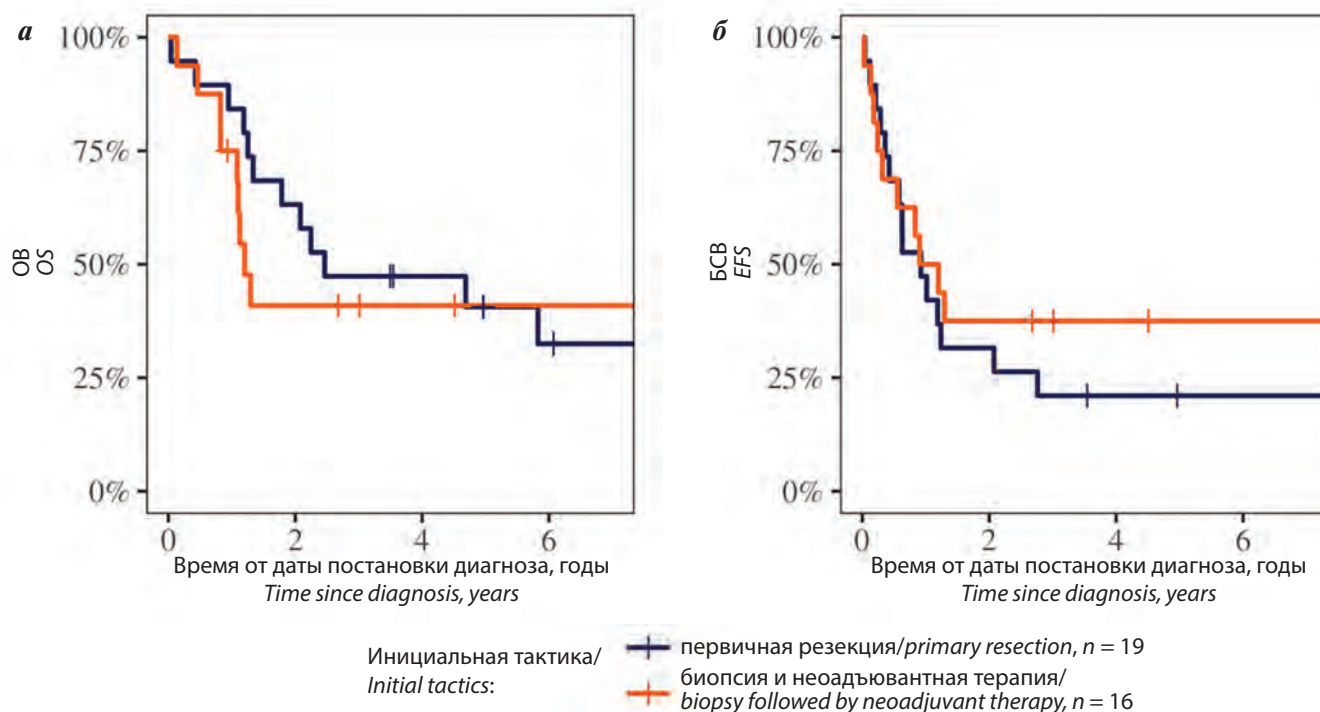 а
100%
75%
50%
25%
0%
ОВ
OS
0 2 4 6
Время от даты постановки диагноза, годы
Time since diagnosis, years
б
100%
75%
50%
25%
0%
БСВ
EFS
0 2 4 6
Время от даты постановки диагноза, годы
Time since diagnosis, years
Инициальная тактика/
Initial tactics:
первичная резекция/primary resection, n = 19
биопсия и неоадъювантная терапия/
biopsy followed by neoadjuvant therapy, n = 16